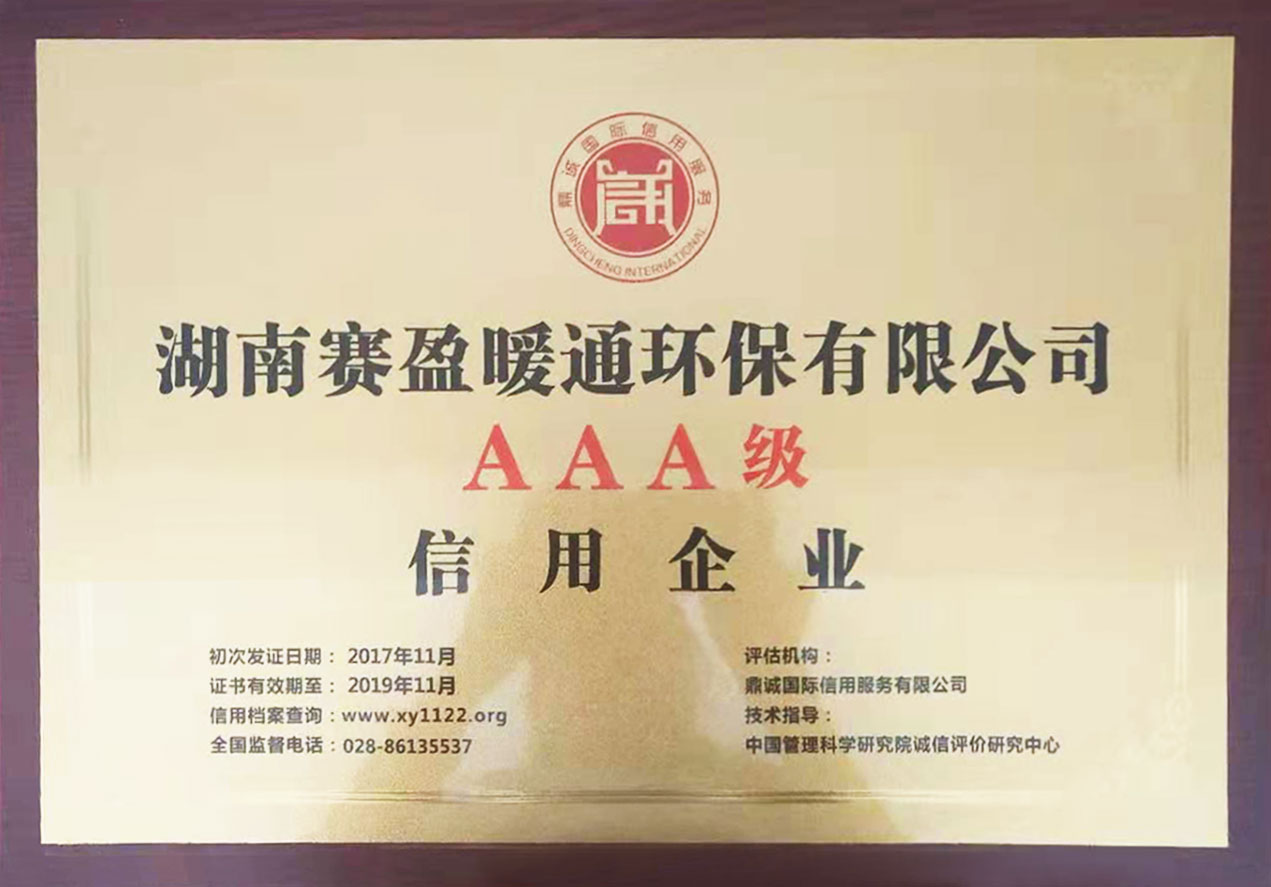 鼎诚国际信用服务
DINGCHENG INTERNATIONAL
湖南赛盈暖通环保有限公司
AAA级
信用企业
初次发证日期：2017年11月
证书有效期至：2019年11月
信用档案查询：www.xy1122.org
全国监督电话：028-86135537
评估机构：
鼎诚国际信用服务有限公司
技术指导：
中国管理科学研究院诚信评价研究中心